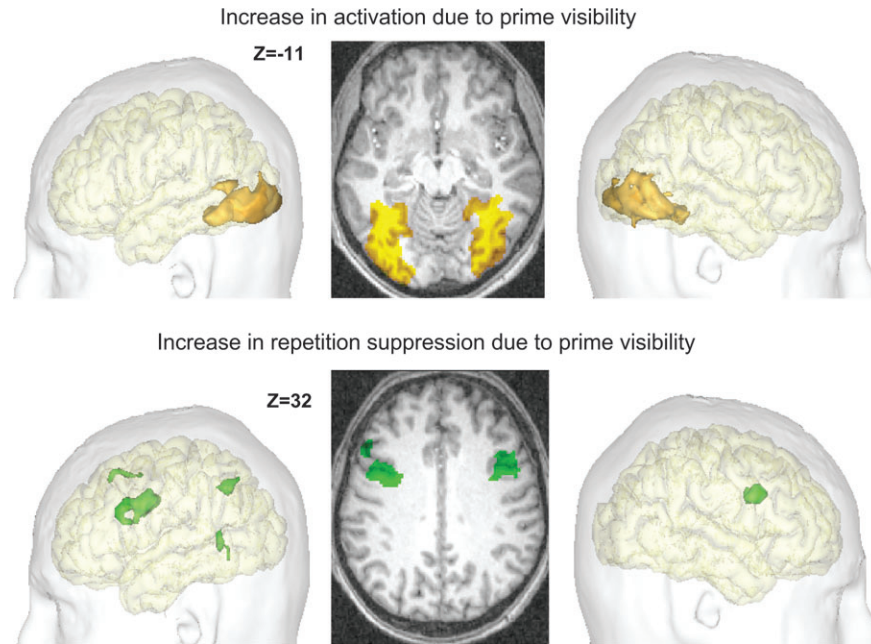 Increase in activation due to prime visibility
Z=-11
Increase in repetition suppression due to prime visibility
Z=32